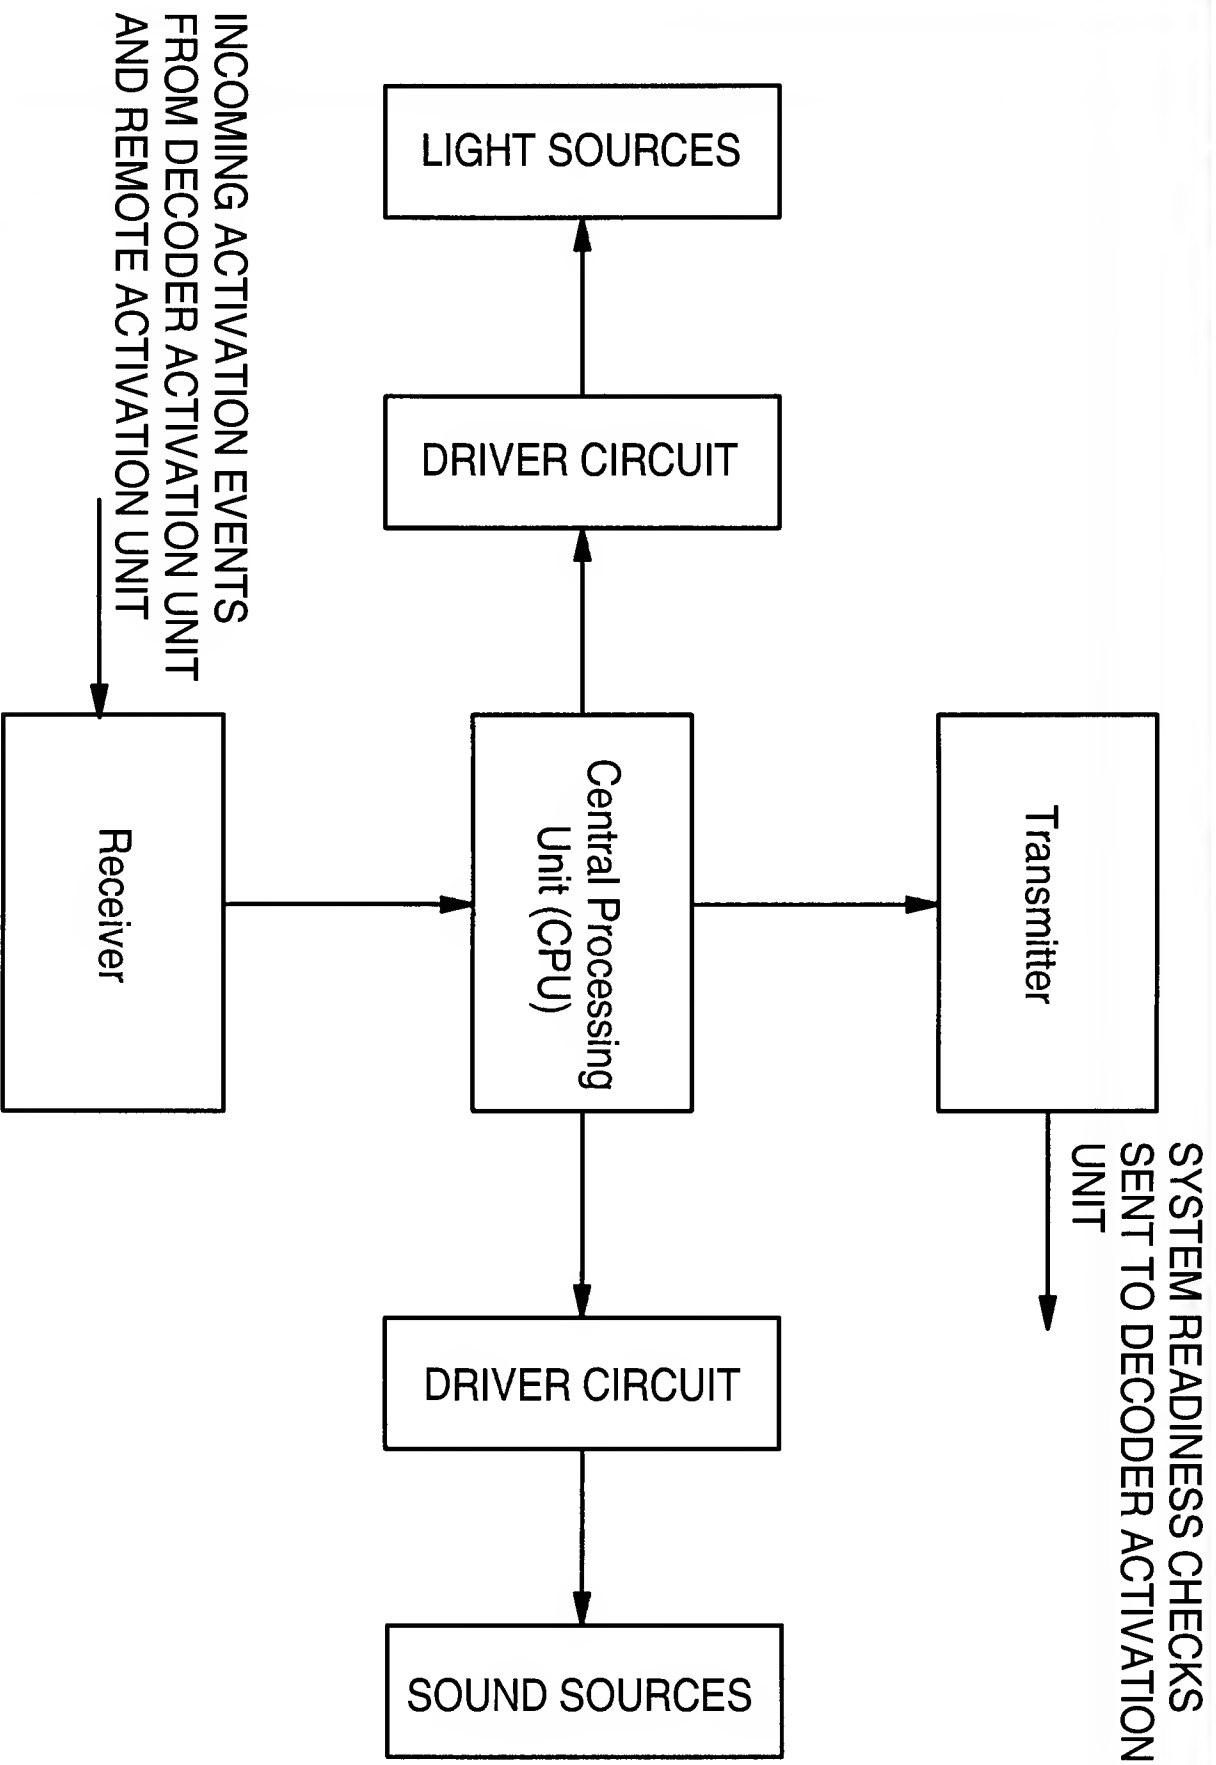 LIGHT SOURCES
DRIVER CIRCUIT
INCOMING ACTIVATION EVENTS
FROM DECODER ACTIVATION UNIT
AND REMOTE ACTIVATION UNIT
Transmitter
Central Processing
Unit (CPU)
Receiver
SYSTEM READINESS CHECKS
SENT TO DECODER ACTIVATION
UNIT
DRIVER CIRCUIT
SOUND SOURCES